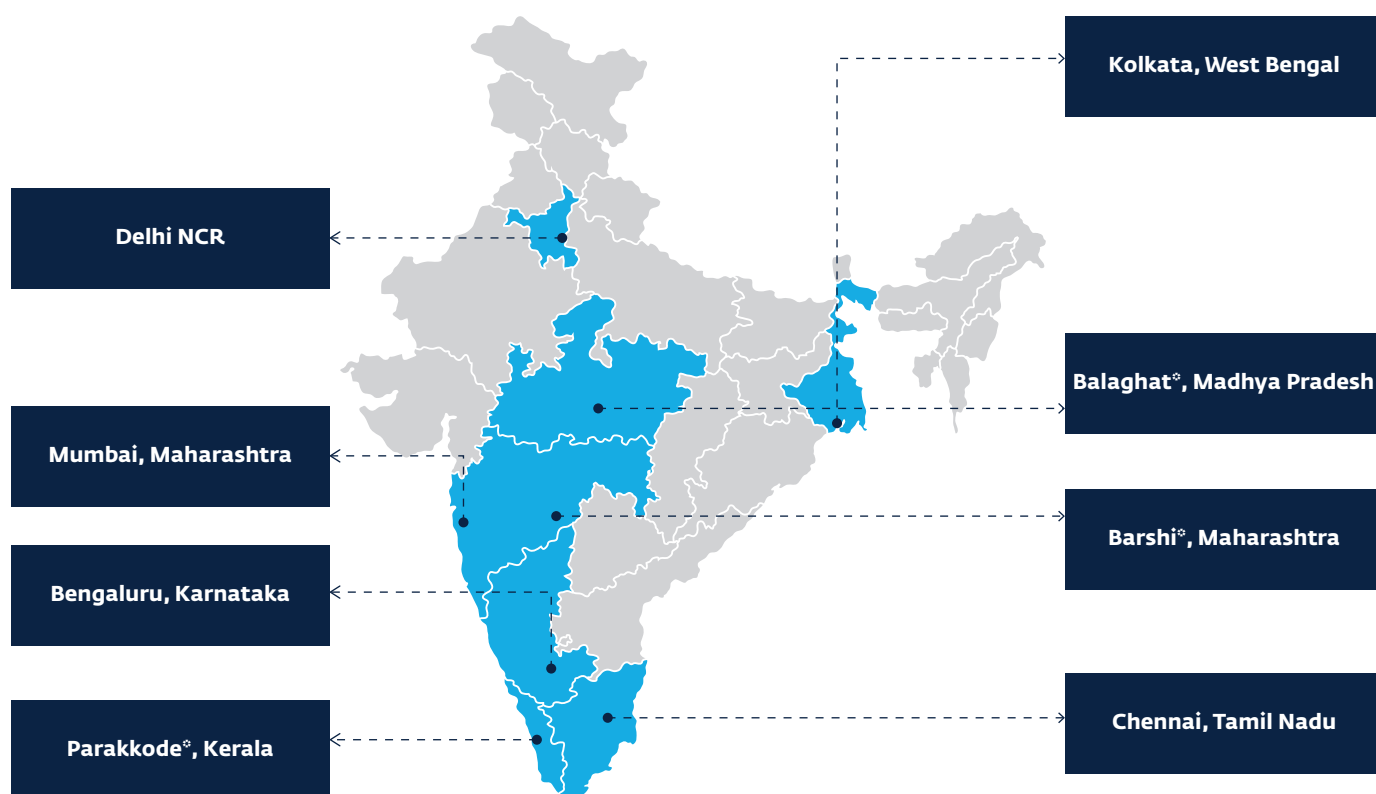 Kolkata, West Bengal
Delhi NCR
Balaghat*, Madhya Pradesh
Mumbai, Maharashtra
Barshi*, Maharashtra
Bengaluru, Karnataka
Chennai, Tamil Nadu
Parakkode*, Kerala